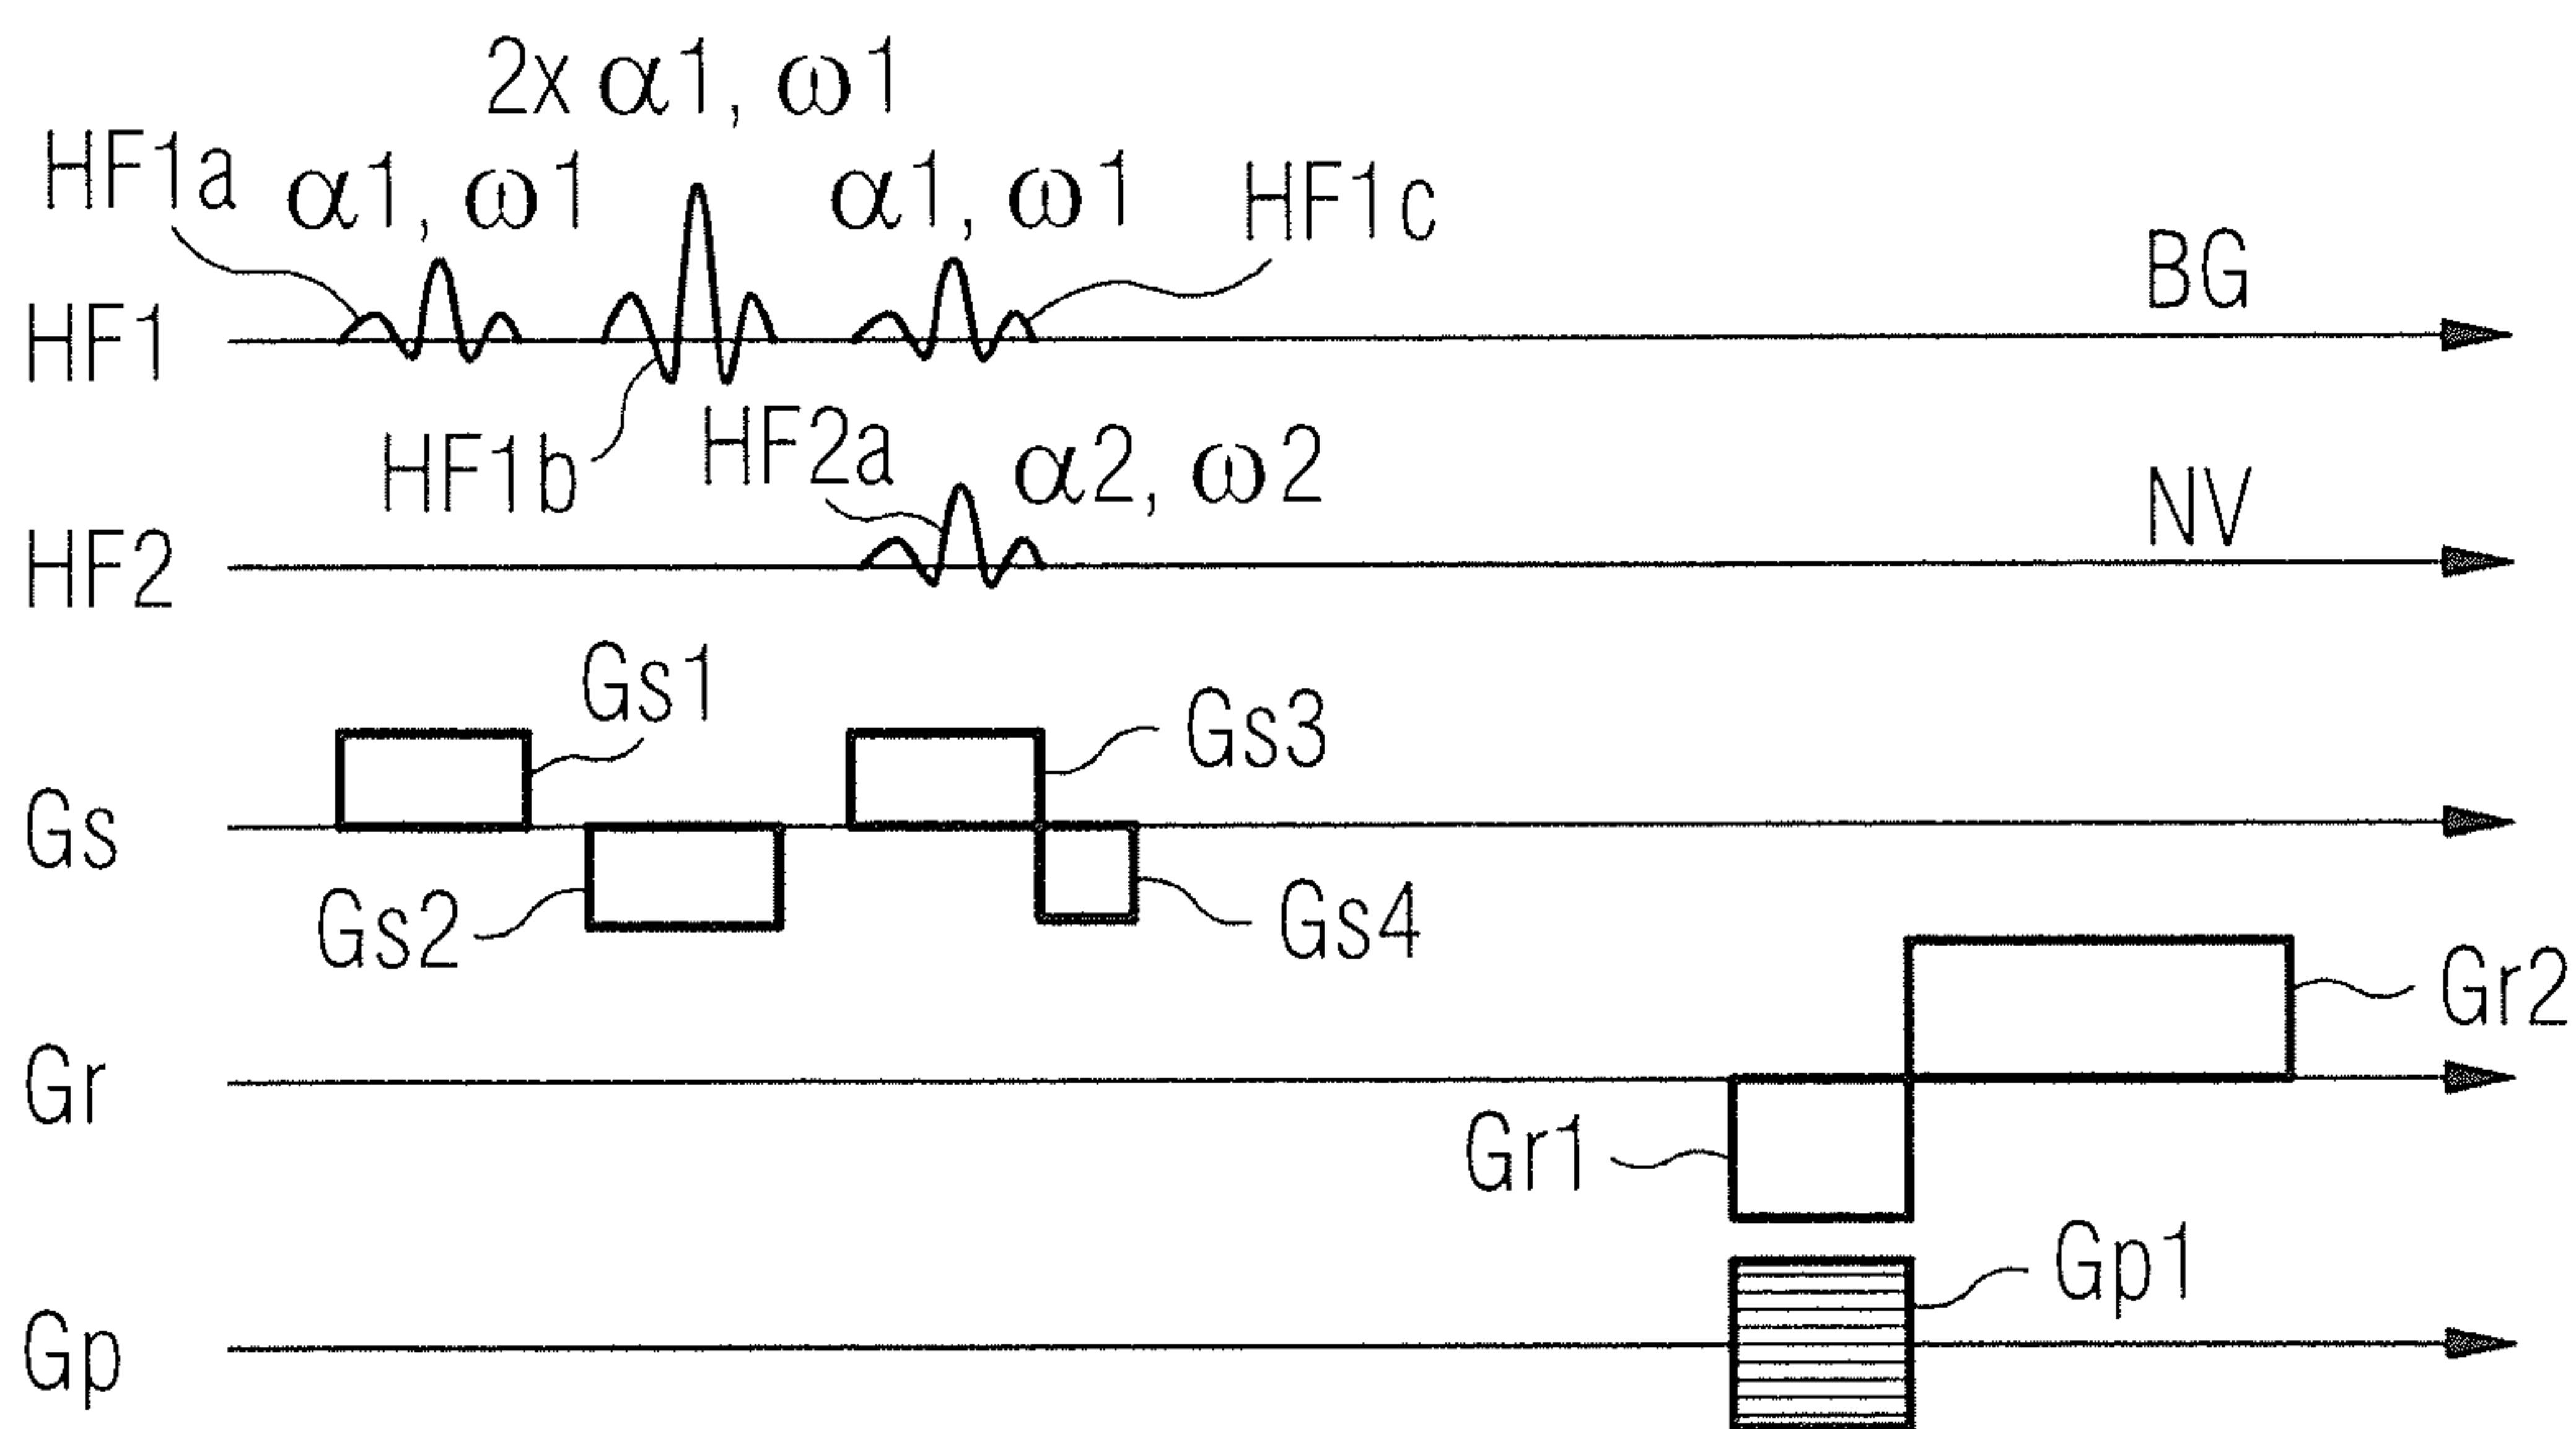 2x α1, ω1
HF1a α1, ω1 α1, ω1 HF1c
BG
HF1
HF1b HF2a α2, ω2
NV
HF2
Gs1
Gs3
Gs
Gs2 Gs4
Gr2
Gr
Gr1
Gp1
Gp